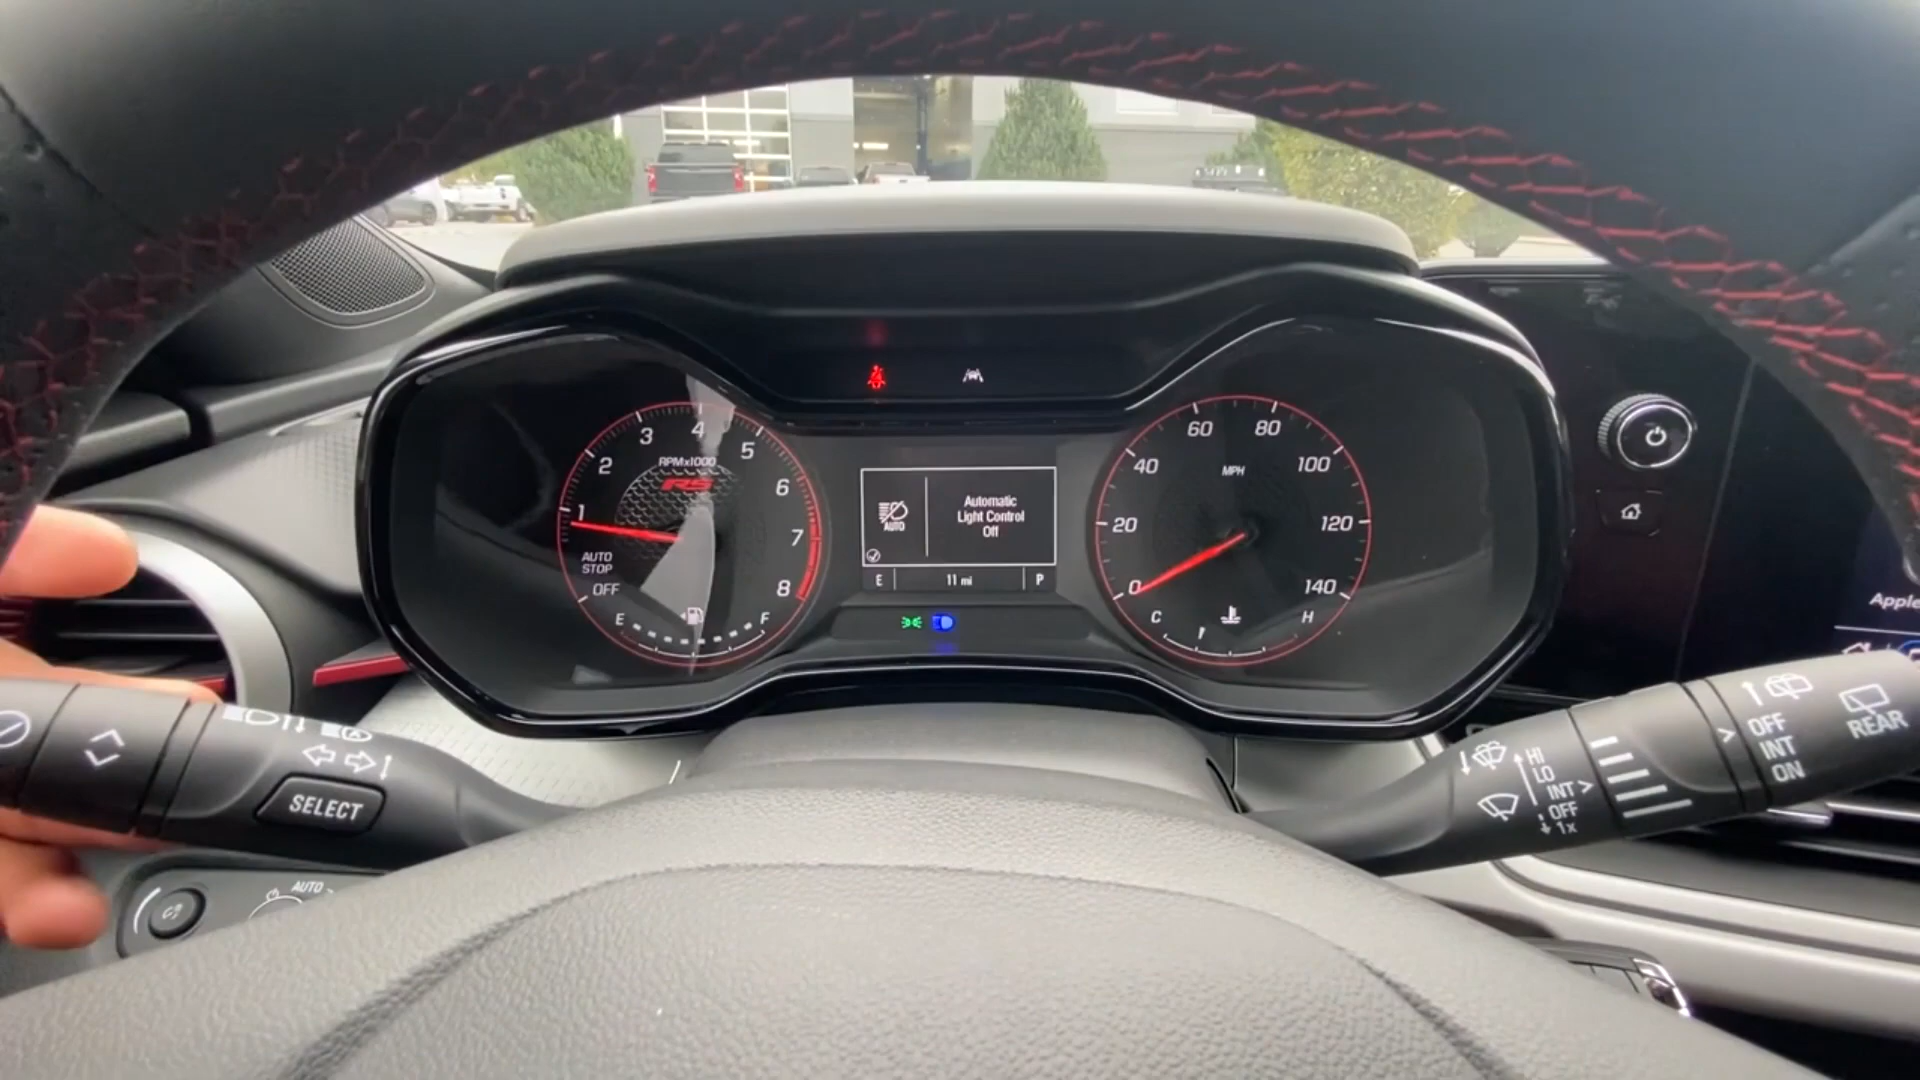 1
2
3
4
5
6
7
8
RPMx1000
RS
AUTO
STOP
OFF
E
F
AUTO
Automatic
Light Control
Off
E
11 mi
P
0
20
40
60
80
100
120
140
MPH
C
H
Apple
SELECT
AUTO
HI
LO
INT >
OFF
1x
> OFF
INT
ON
REAR